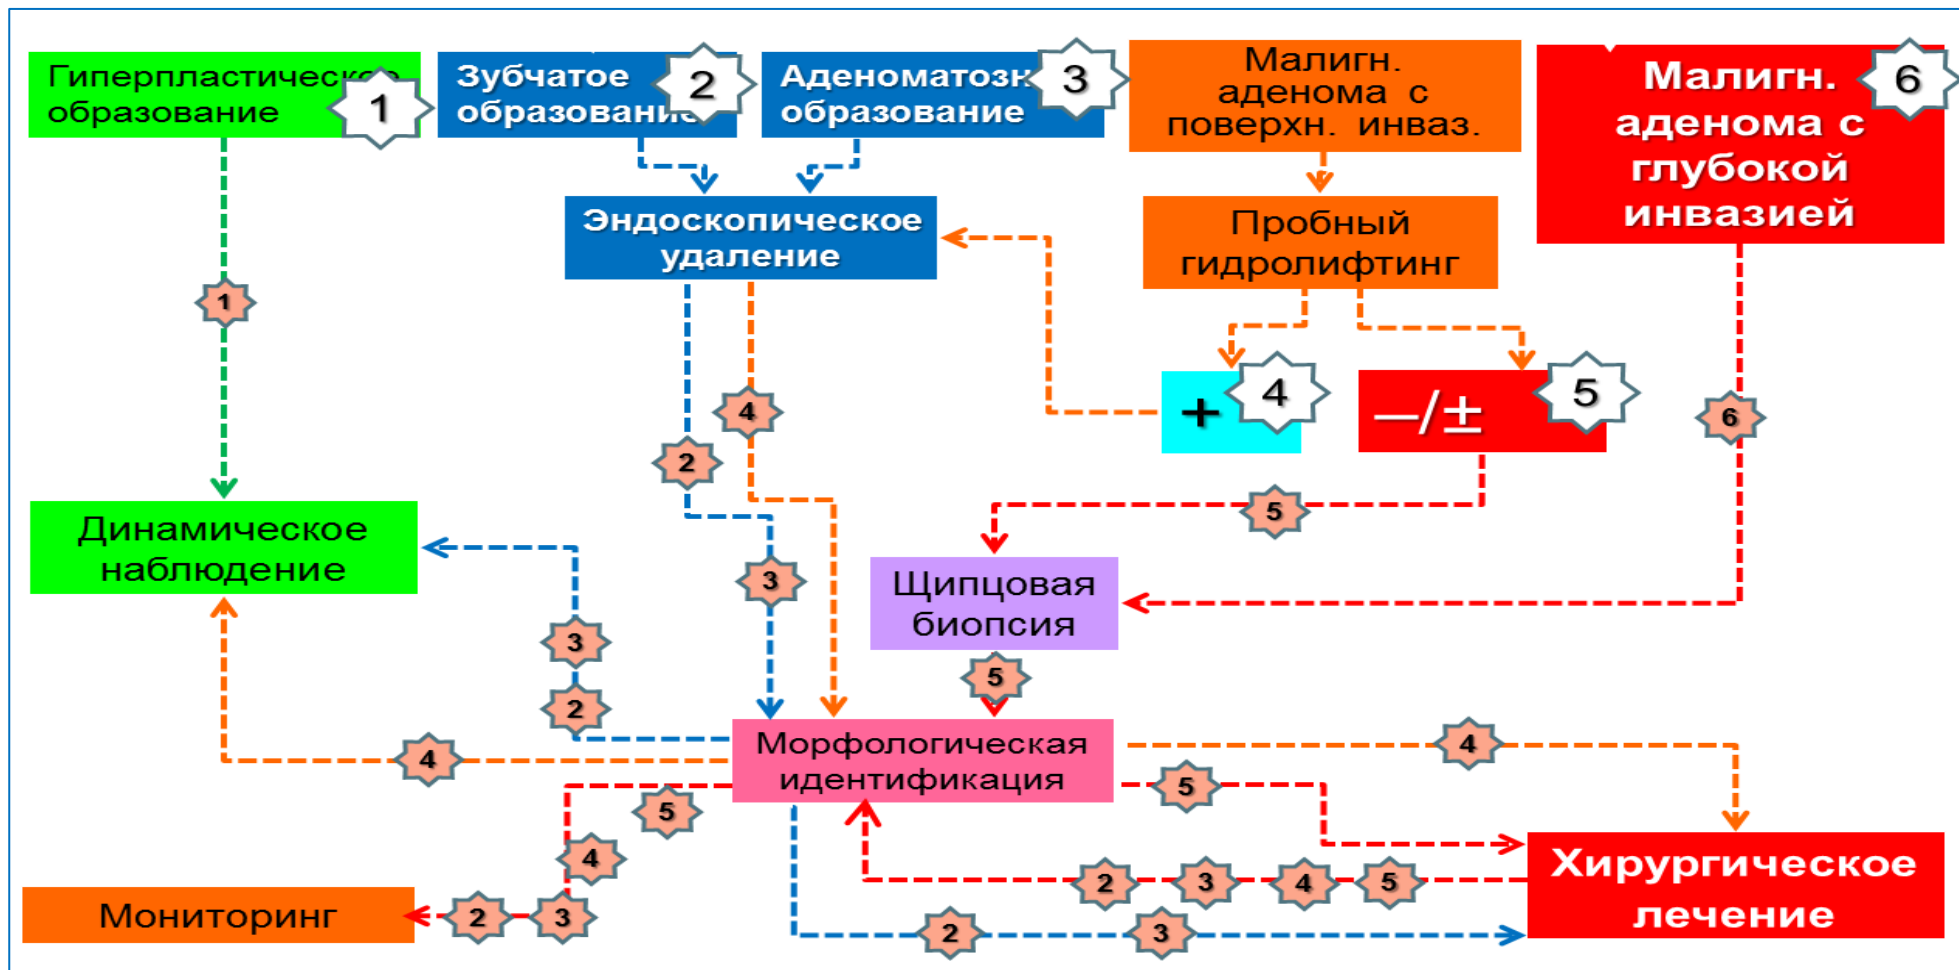 Гиперпластическое
образование
1
Зубчатое
образование
2
Аденоматозн
образование
3
Малигн.
аденома с
поверхн. инваз.
Малигн.
аденома с
глубокой
инвазией
6
Эндоскопическое
удаление
Пробный
гидролифтинг
1
4
2
+
4
–/±
5
6
5
Динамическое
наблюдение
3
Щипцовая
биопсия
3
2
5
4
Морфологическая
идентификация
4
5
5
4
Мониторинг
2
3
2
3
4
5
2
3
Хирургическое
лечение